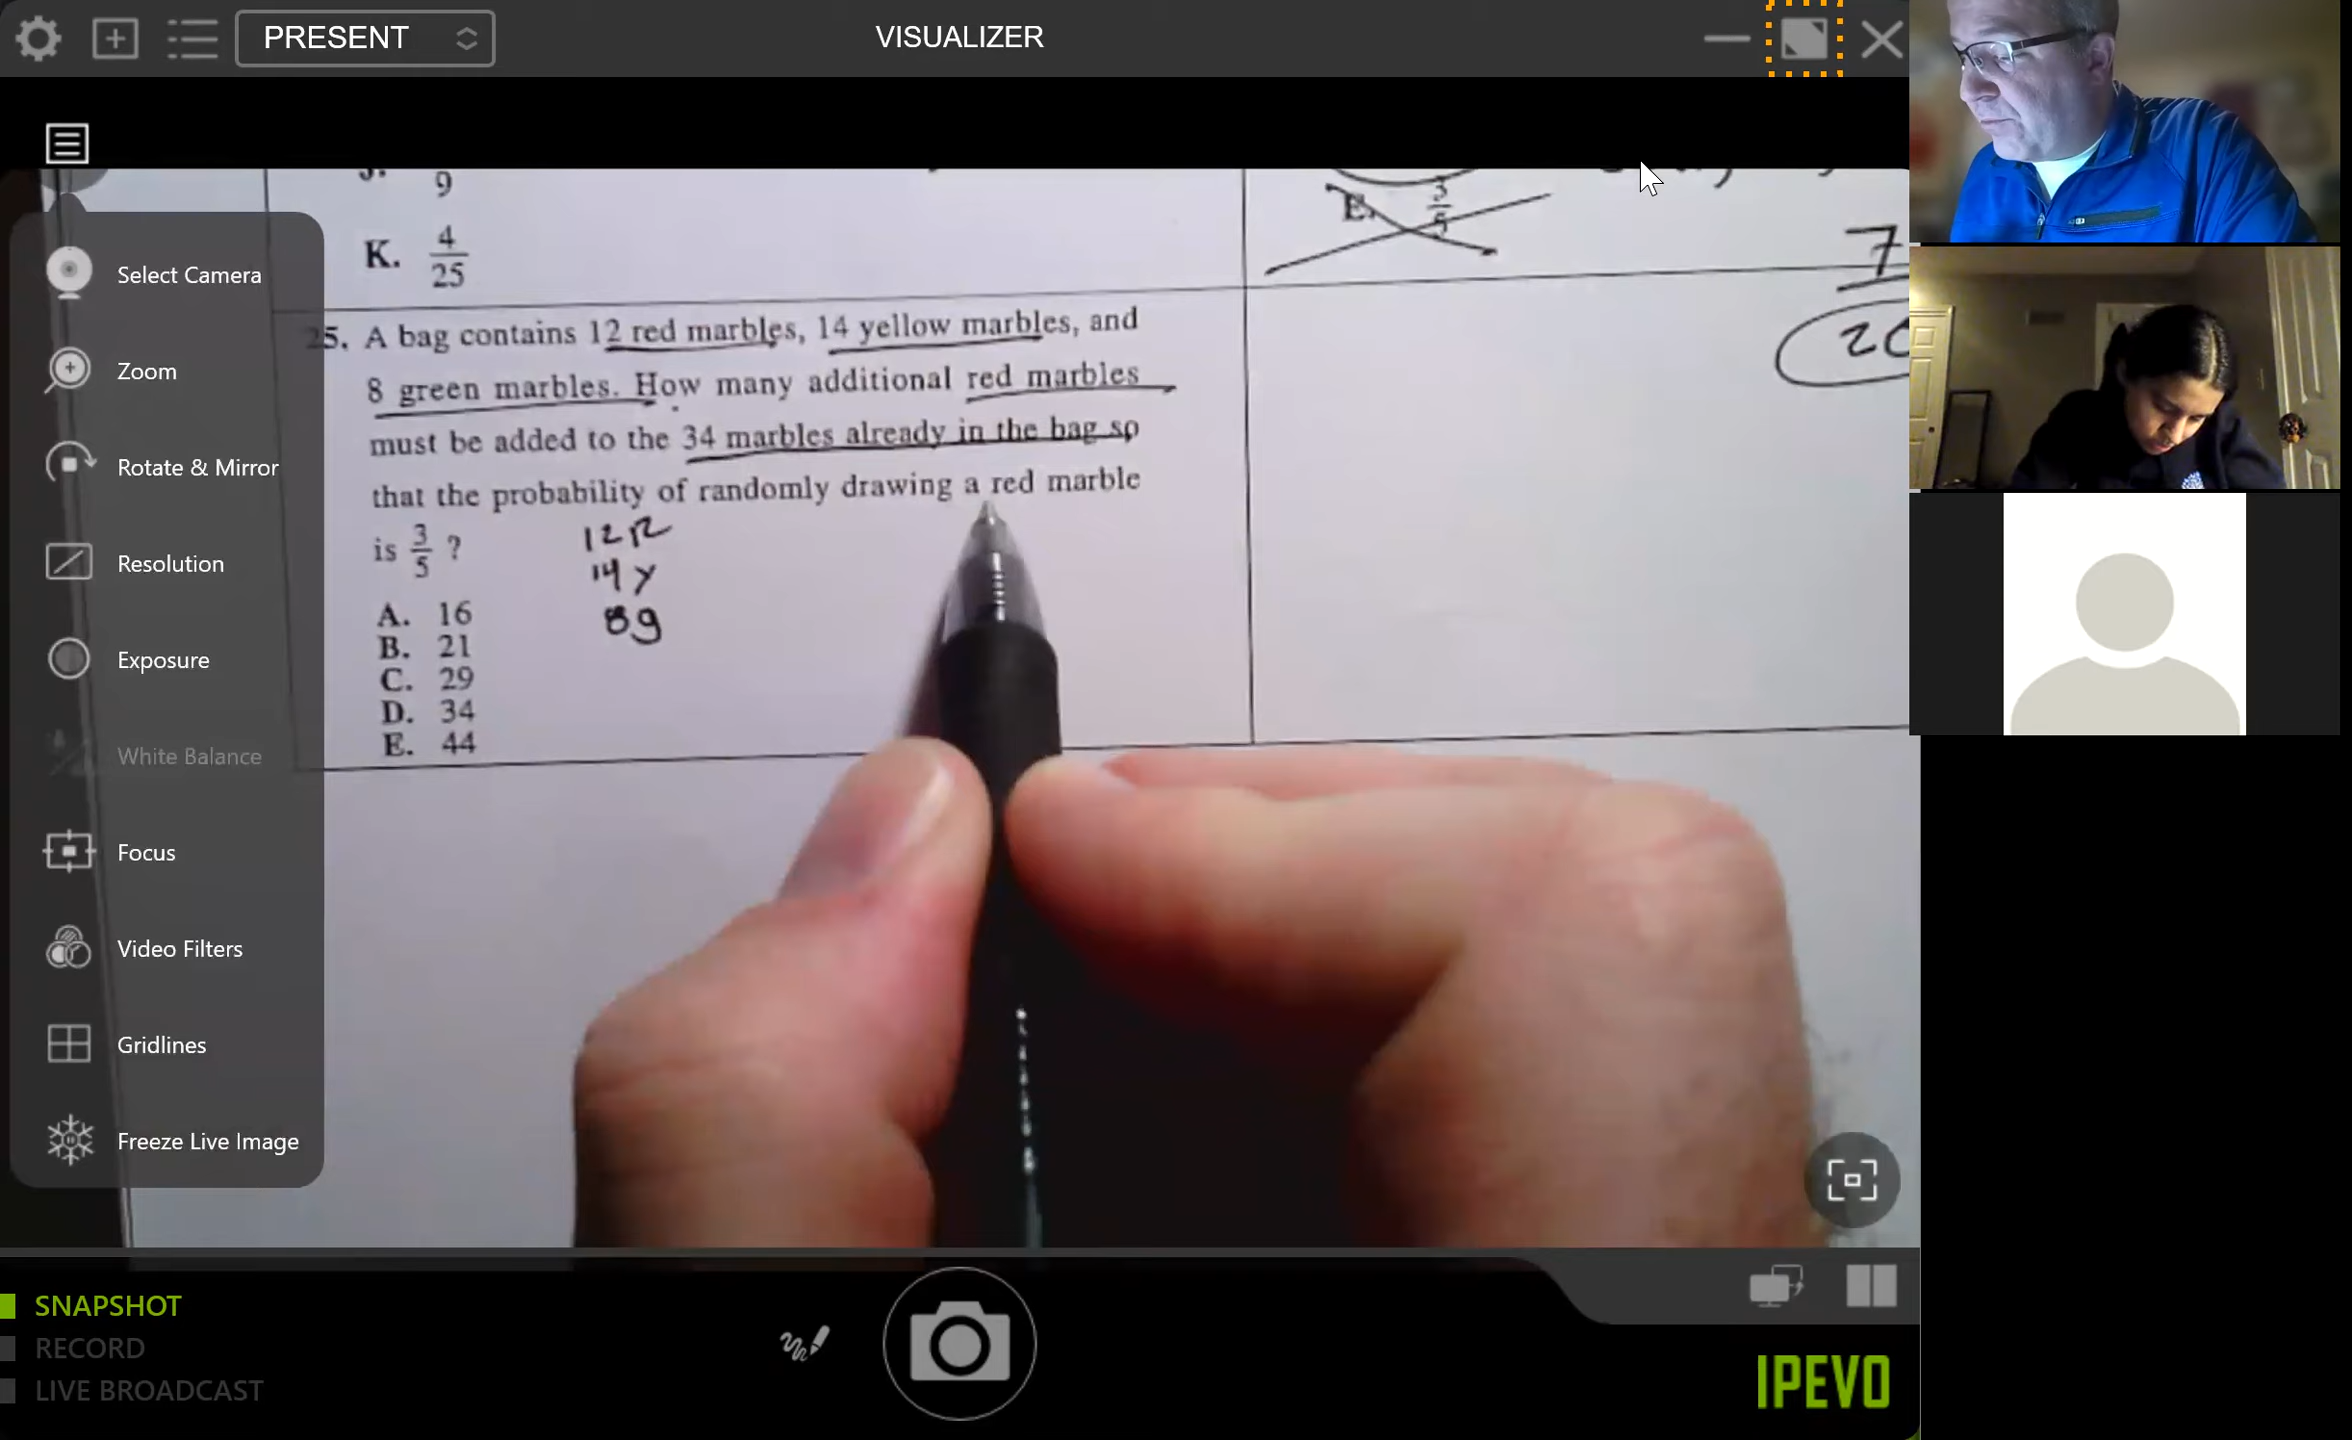 PRESENT
VISUALIZER
Select Camera
Zoom
Rotate & Mirror
Resolution
Exposure
White Balance
Focus
Video Filters
Gridlines
Freeze Live Image
9
K. 4/25
E. 3/5
7
25. A bag contains 12 red marbles, 14 yellow marbles, and
8 green marbles. How many additional red marbles
must be added to the 34 marbles already in the bag so
that the probability of randomly drawing a red marble
is 3/5 ?
12R
14y
8g
A. 16
B. 21
C. 29
D. 34
E. 44
SNAPSHOT
RECORD
LIVE BROADCAST
IPEVO